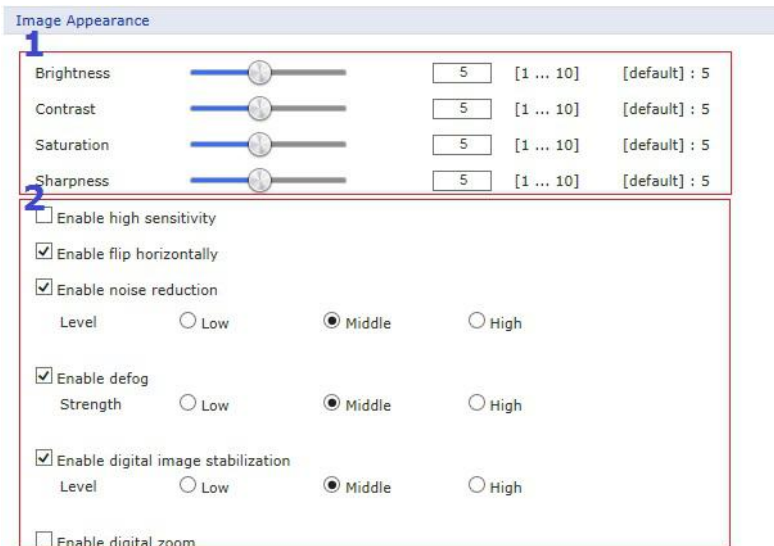 Image Appearance
1
Brightness 5 [1 ... 10] [default] : 5
Contrast 5 [1 ... 10] [default] : 5
Saturation 5 [1 ... 10] [default] : 5
Sharpness 5 [1 ... 10] [default] : 5
2
Enable high sensitivity
Enable flip horizontally
Enable noise reduction
Level Low Middle High
Enable defog
Strength Low Middle High
Enable digital image stabilization
Level Low Middle High
Enable digital zoom